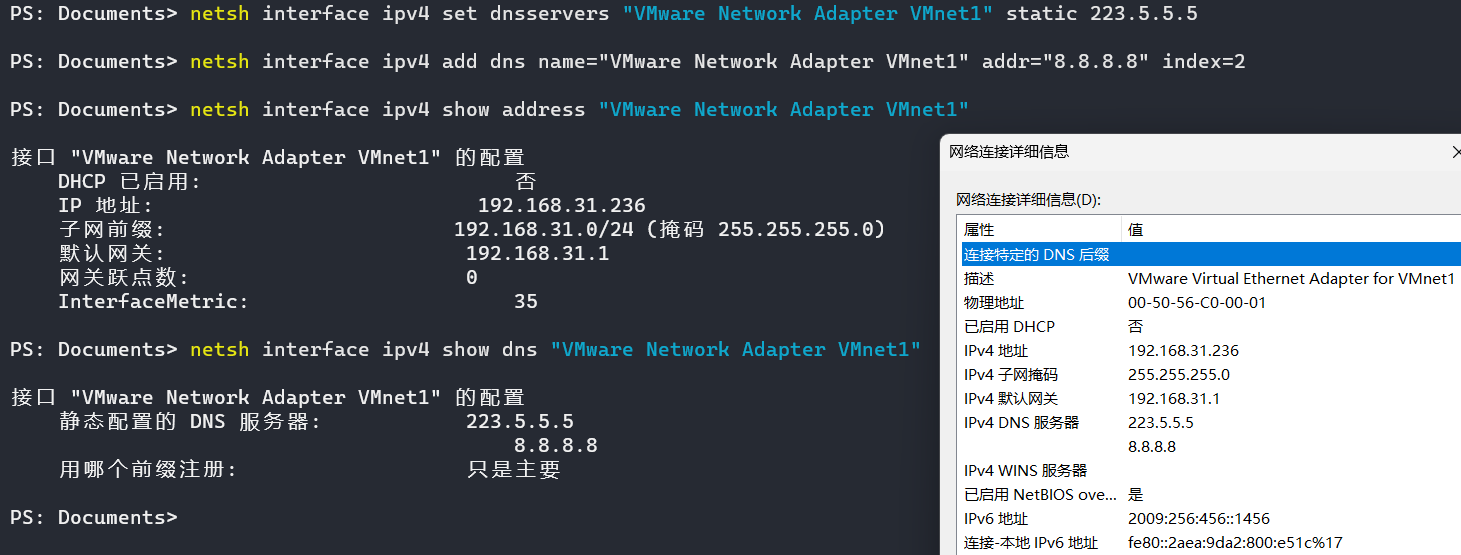 PS: Documents> netsh interface ipv4 set dnsservers "VMware Network Adapter VMnet1" static 223.5.5.5
PS: Documents> netsh interface ipv4 add dns name="VMware Network Adapter VMnet1" addr="8.8.8.8" index=2
PS: Documents> netsh interface ipv4 show address "VMware Network Adapter VMnet1"
接口 "VMware Network Adapter VMnet1" 的配置
DHCP 已启用: 否
IP 地址: 192.168.31.236
子网前缀: 192.168.31.0/24 (掩码 255.255.255.0)
默认网关: 192.168.31.1
网关跃点数: 0
InterfaceMetric: 35
PS: Documents> netsh interface ipv4 show dns "VMware Network Adapter VMnet1"
接口 "VMware Network Adapter VMnet1" 的配置
静态配置的 DNS 服务器: 223.5.5.5
8.8.8.8
用哪个前缀注册: 只是主要
PS: Documents>
网络连接详细信息
网络连接详细信息(D):
属性 值
连接特定的 DNS 后缀
描述 VMware Virtual Ethernet Adapter for VMnet1
物理地址 00-50-56-C0-00-01
已启用 DHCP 否
IPv4 地址 192.168.31.236
IPv4 子网掩码 255.255.255.0
IPv4 默认网关 192.168.31.1
IPv4 DNS 服务器 223.5.5.5
8.8.8.8
IPv4 WINS 服务器
已启用 NetBIOS ove... 是
IPv6 地址 2009:256:456::1456
连接-本地 IPv6 地址 fe80::2aea:9da2:800:e51c%17